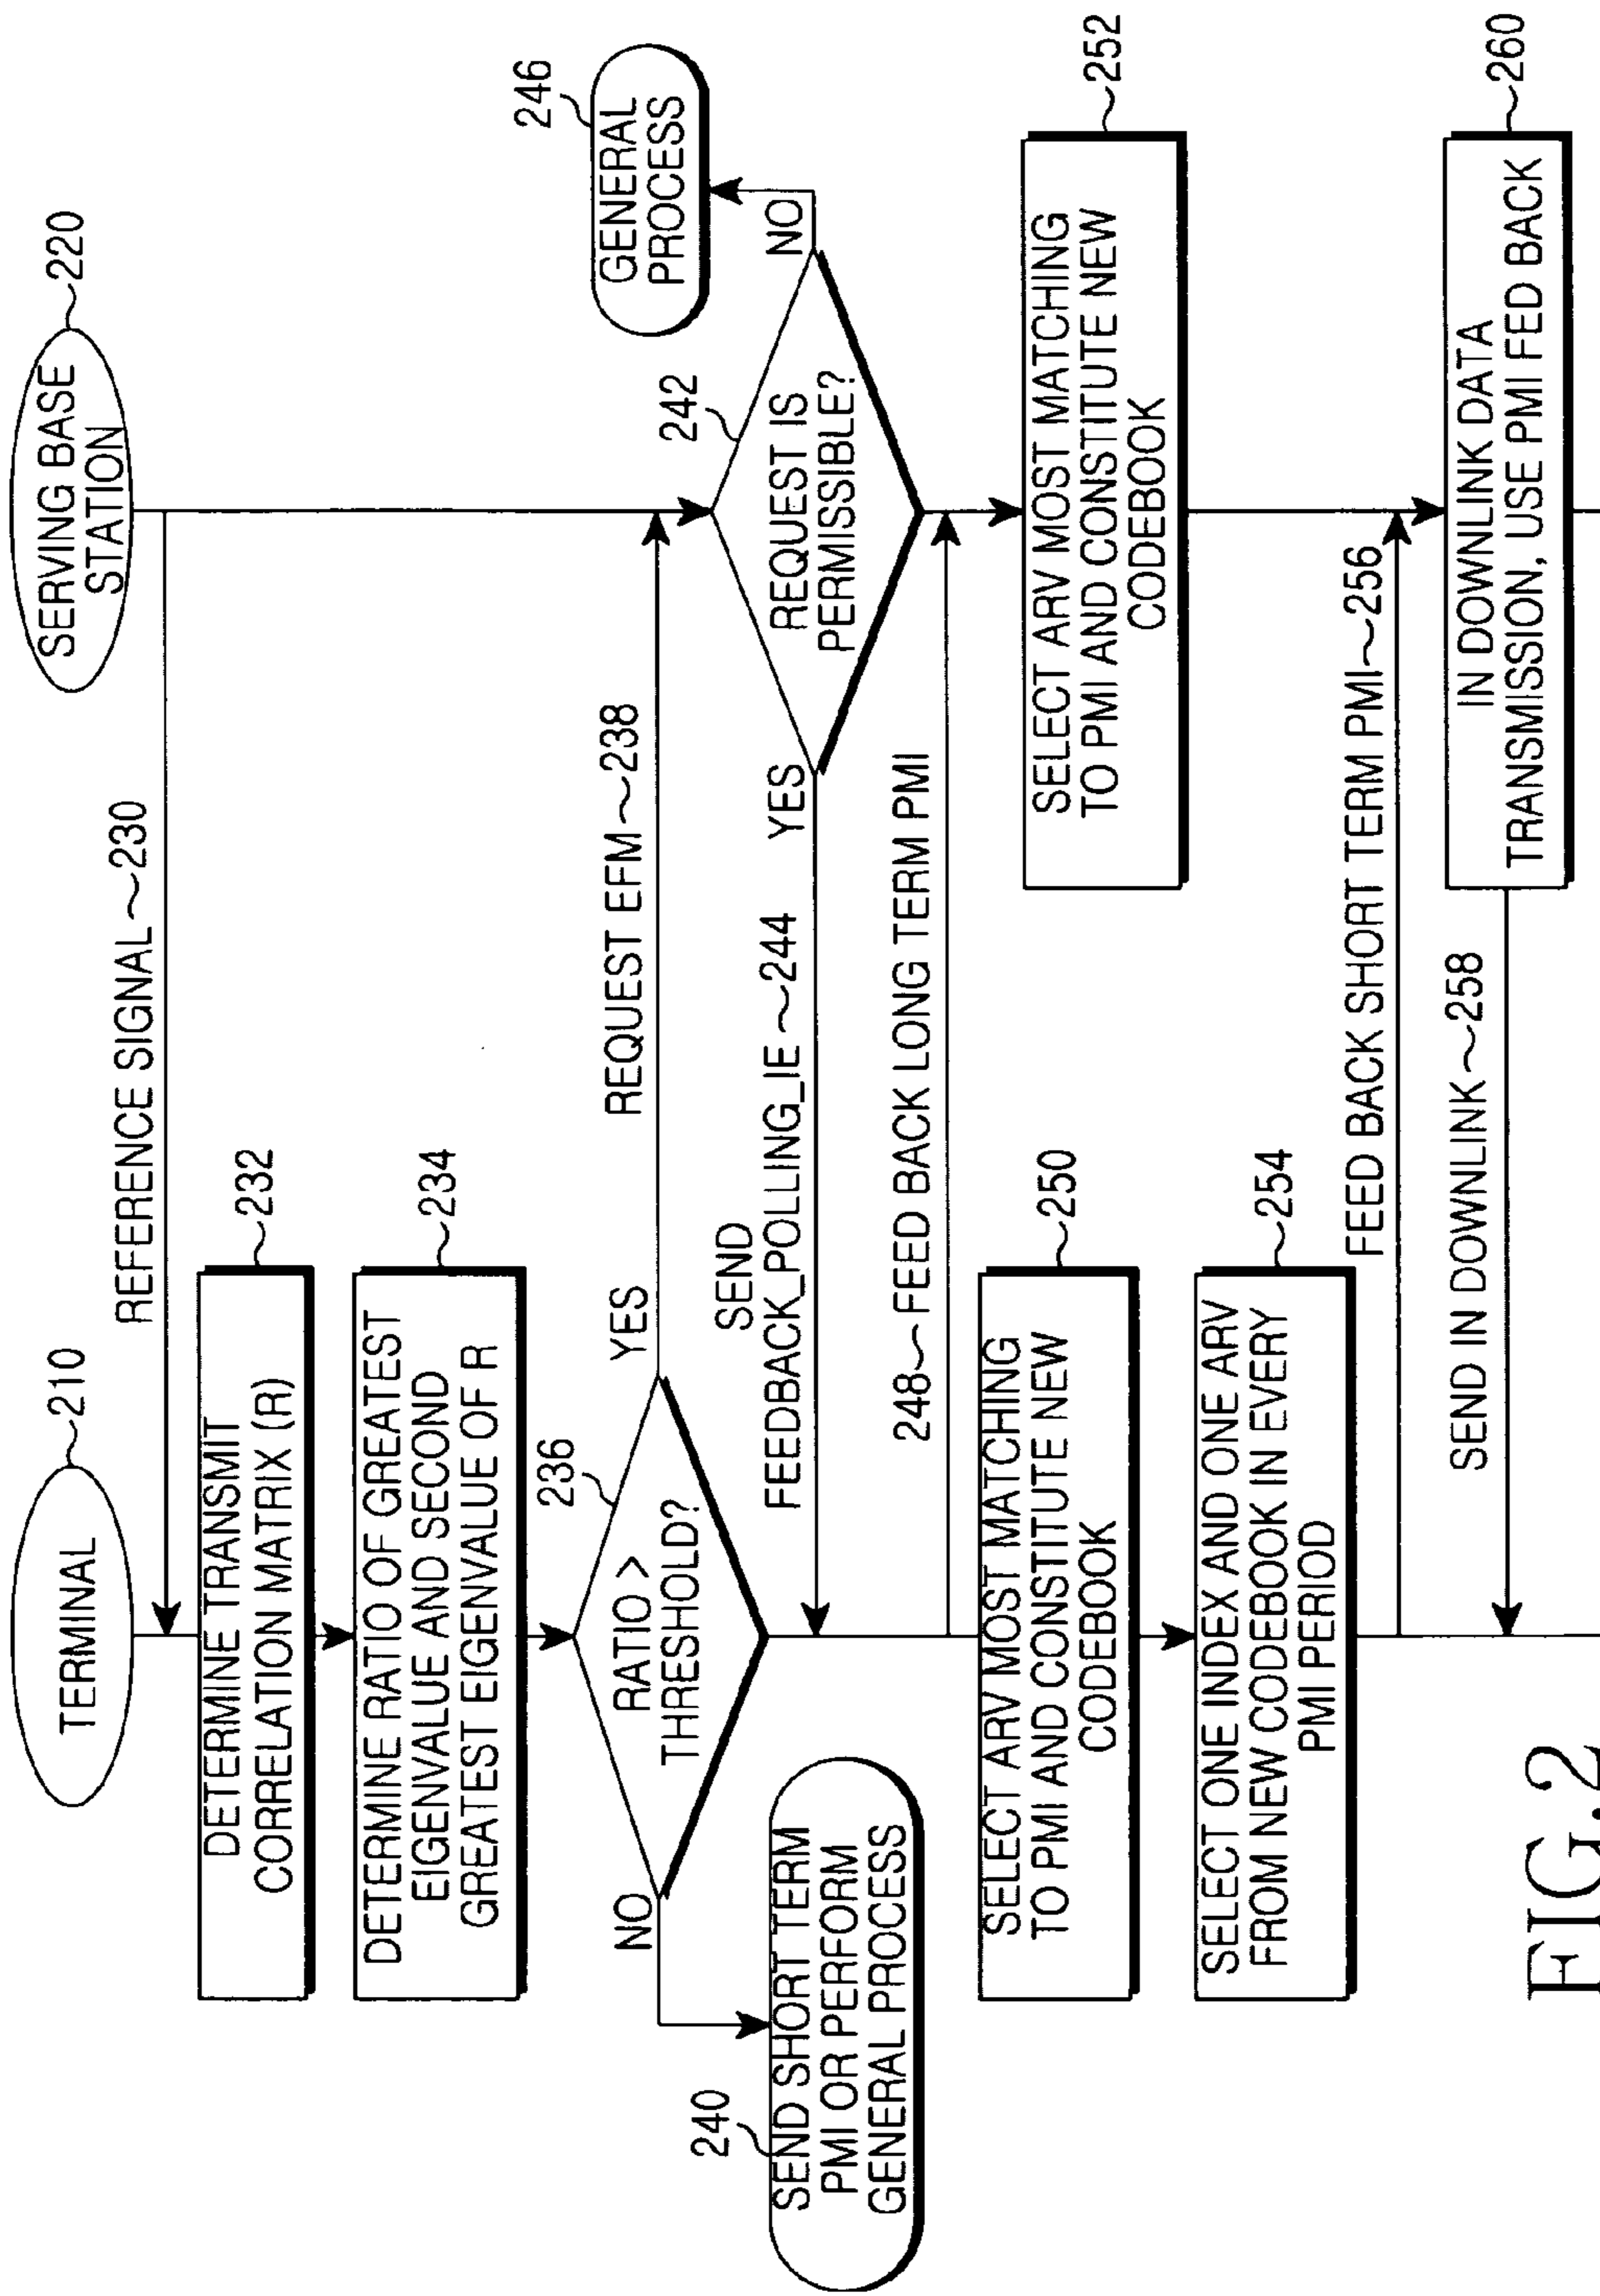 TERMINAL
210
SERVING BASE
STATION
220
REFERENCE SIGNAL~230
DETERMINE TRANSMIT
CORRELATION MATRIX (R)
232
DETERMINE RATIO OF GREATEST
EIGENVALUE AND SECOND
GREATEST EIGENVALUE OF R
234
RATIO >
THRESHOLD?
236
YES
NO
REQUEST EFM~238
240
SEND SHORT TERM
PMI OR PERFORM
GENERAL PROCESS
REQUEST IS
PERMISSIBLE?
242
YES
NO
246
GENERAL
PROCESS
SEND
FEEDBACK_POLLING_IE~244
248~FEED BACK LONG TERM PMI
SELECT ARV MOST MATCHING
TO PMI AND CONSTITUTE NEW
CODEBOOK
250
SELECT ARV MOST MATCHING
TO PMI AND CONSTITUTE NEW
CODEBOOK
252
SELECT ONE INDEX AND ONE ARV
FROM NEW CODEBOOK IN EVERY
PMI PERIOD
254
FEED BACK SHORT TERM PMI~256
SEND IN DOWNLINK~258
IN DOWNLINK DATA
TRANSMISSION, USE PMI FED BACK
260
FIG.2